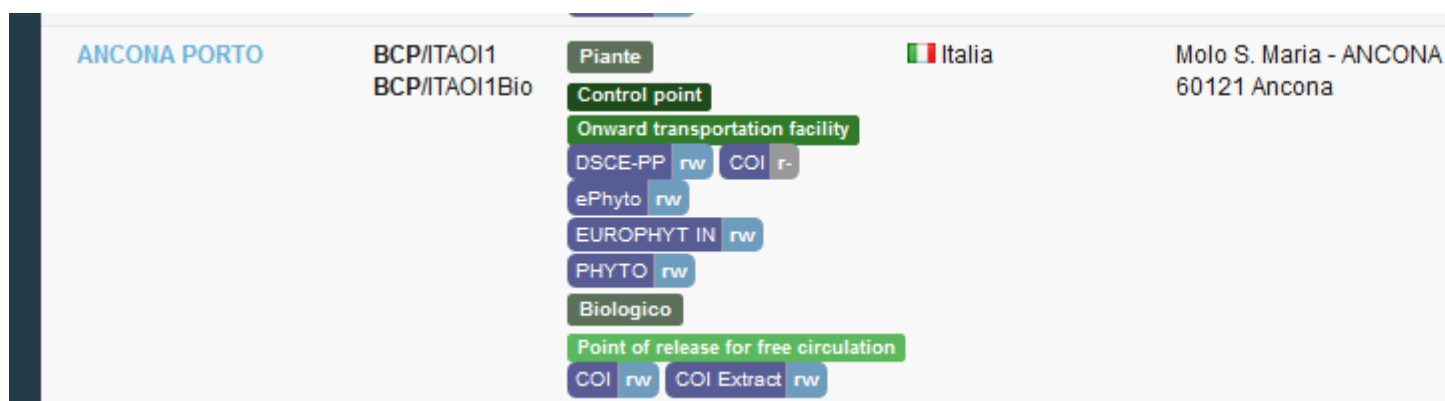 ANCONA PORTO
BCP/ITAOI1
BCP/ITAOI1Bio
Piante
Control point
Onward transportation facility
DSCE-PP rw COI r-
ePhyto rw
EUROPHYT IN rw
PHYTO rw
Biologico
Point of release for free circulation
COI rw COI Extract rw
Italia
Molo S. Maria - ANCONA
60121 Ancona